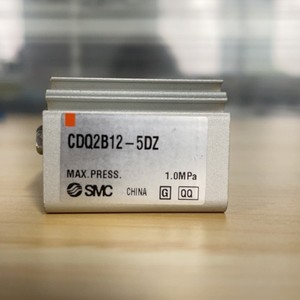 CDQ2B12-5DZ
MAX.PRESS. 1.0MPa
SMC CHINA G QQ